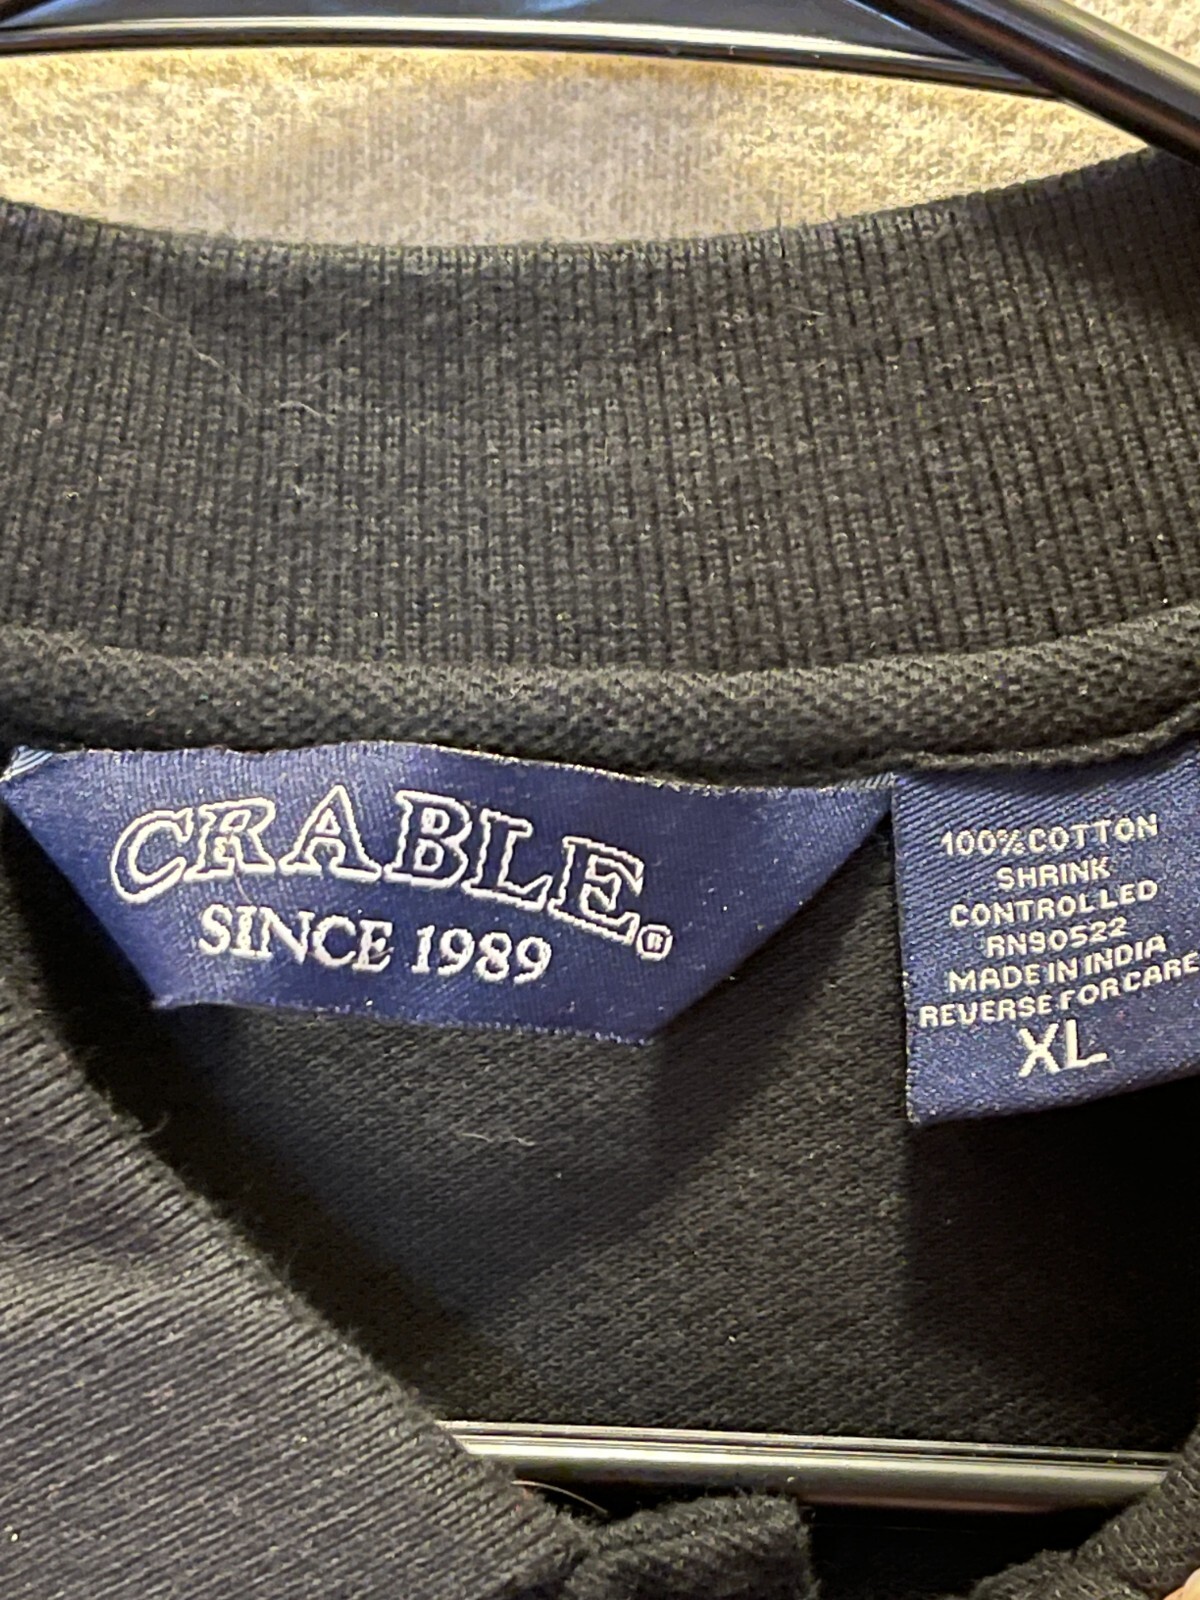 CRABLE®
SINCE 1989
100% COTTON
SHRINK
CONTROLLED
RN90522
MADE IN INDIA
REVERSE FOR CARE
XL